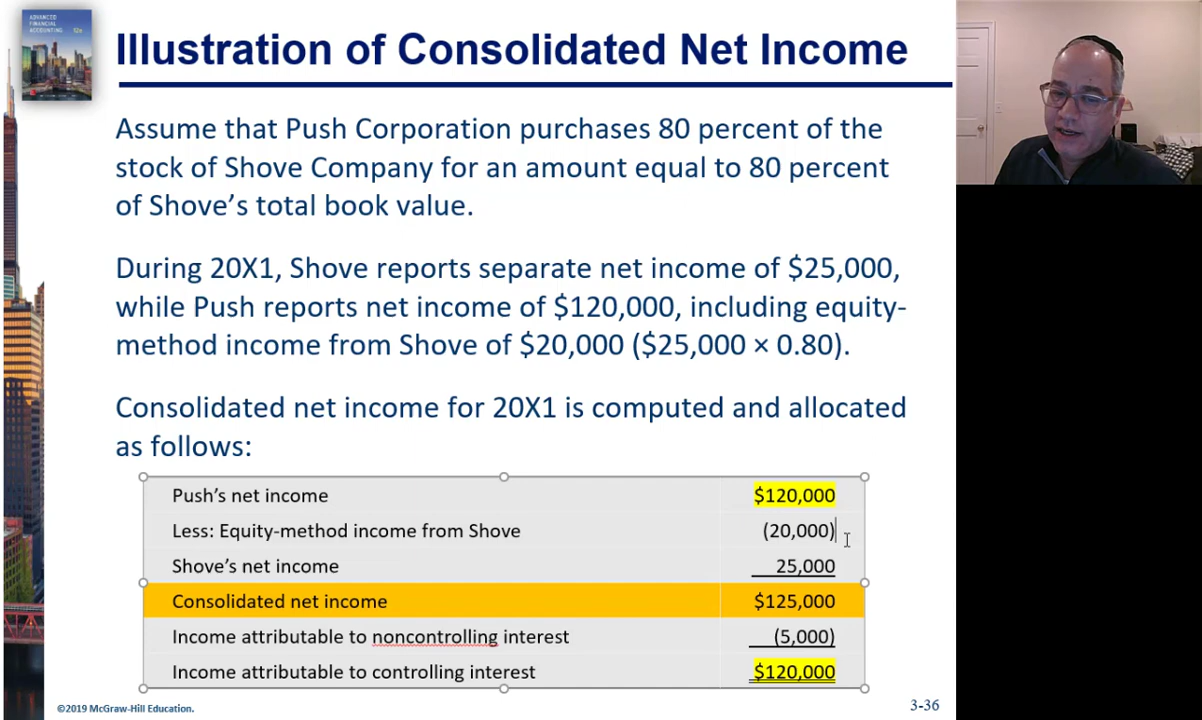 ADVANCED
FINANCIAL
ACCOUNTING
12e
Illustration of Consolidated Net Income
Assume that Push Corporation purchases 80 percent of the
stock of Shove Company for an amount equal to 80 percent
of Shove’s total book value.
During 20X1, Shove reports separate net income of $25,000,
while Push reports net income of $120,000, including equity-
method income from Shove of $20,000 ($25,000 × 0.80).
Consolidated net income for 20X1 is computed and allocated
as follows:
Push’s net income $120,000
Less: Equity-method income from Shove (20,000)
Shove’s net income 25,000
Consolidated net income $125,000
Income attributable to noncontrolling interest (5,000)
Income attributable to controlling interest $120,000
©2019 McGraw-Hill Education.
3-36